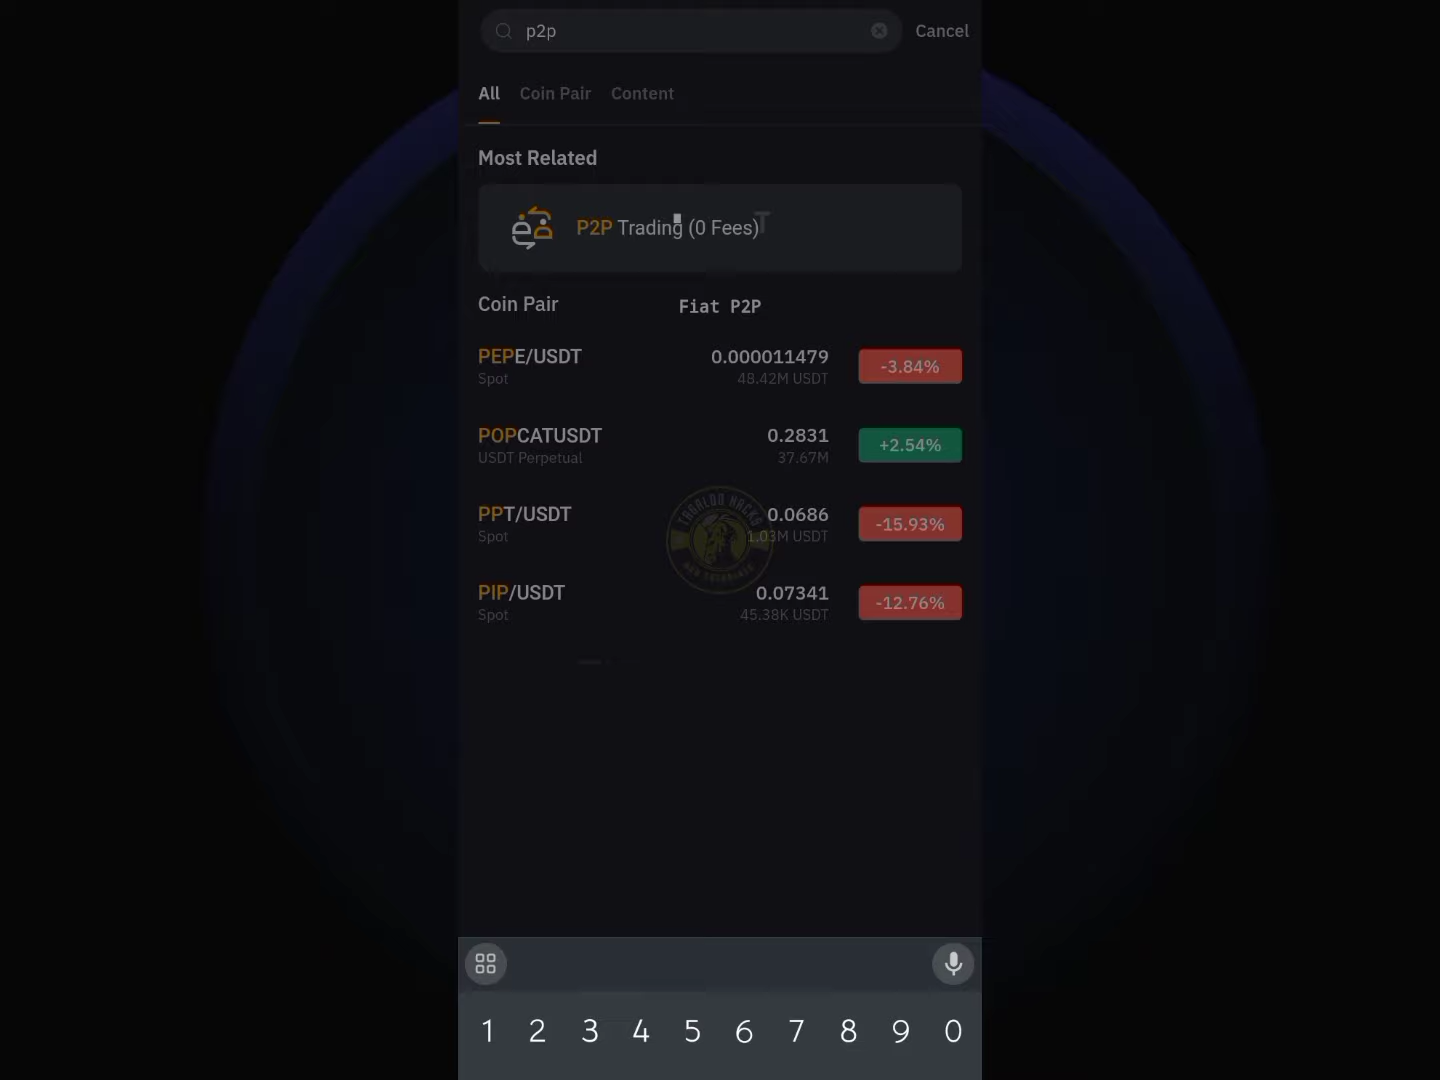 p2p
Cancel
All Coin Pair Content
Most Related
P2P Trading (0 Fees)
T
Coin Pair
Fiat P2P
PEPE/USDT 0.000011479 -3.84%
Spot 48.42M USDT
POPCATUSDT 0.2831 +2.54%
USDT Perpetual 37.67M
TAGALOG HACKS
PPT/USDT 0.0686 -15.93%
Spot 1.03M USDT
PIP/USDT 0.07341 -12.76%
Spot 45.38K USDT
1 2 3 4 5 6 7 8 9 0